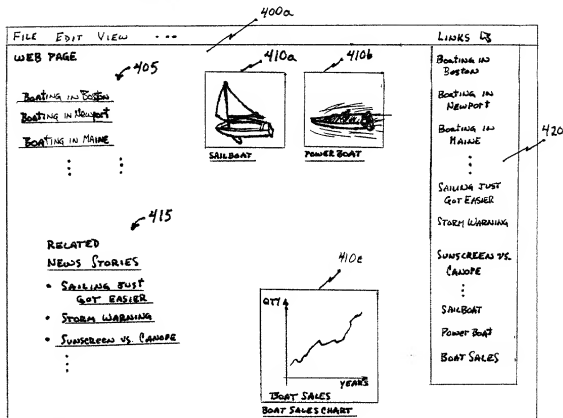 400a
FILE EDIT VIEW ... LINKS
WEB PAGE
405
Boating in Boston
Boating in Newport
Boating in Maine
410a
SAILBOAT
410b
POWER BOAT
415
RELATED
NEWS STORIES
• SAILING JUST
GOT EASIER
• STORM WARNING
• SUNSCREEN VS. CANOPE
410c
QTY
YEARS
BOAT SALES
BOAT SALES CHART
Boating in
Boston
Boating in
Newport
Boating in
Maine
420
SAILING JUST
GOT EASIER
STORM WARNING
SUNSCREEN VS.
CANOPE
SAILBOAT
POWER BOAT
BOAT SALES